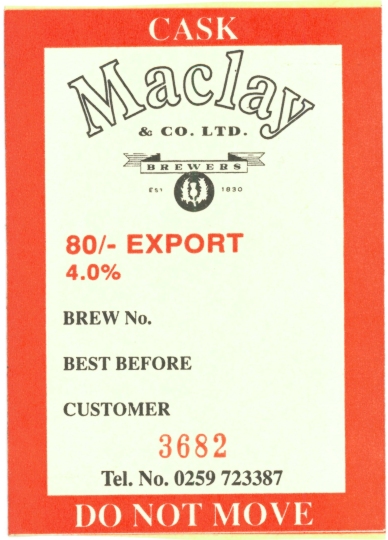 CASK
Maclay
& CO. LTD.
BREWERS
EST 1830
80/- EXPORT
4.0%
BREW No.
BEST BEFORE
CUSTOMER
3682
Tel. No. 0259 723387
DO NOT MOVE